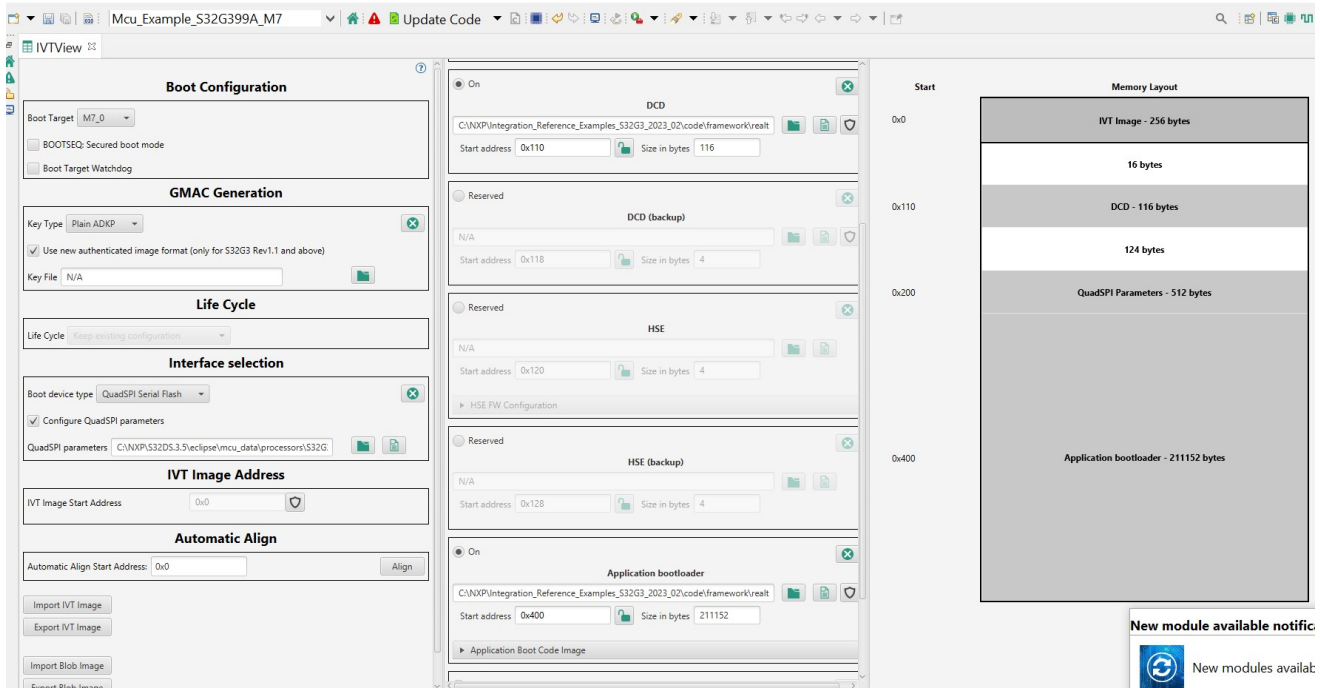 Mcu_Example_S32G399A_M7
Update Code
IVTView
Boot Configuration
Boot Target M7_0
BOOTSEQ: Secured boot mode
Boot Target Watchdog
GMAC Generation
Key Type Plain ADKP
Use new authenticated image format (only for S32G3 Rev1.1 and above)
Key File N/A
Life Cycle
Life Cycle Keep existing configuration
Interface selection
Boot device type QuadSPI Serial Flash
Configure QuadSPI parameters
QuadSPI parameters C:\NXP\S32DS.3.5\eclipse\mcu_data\processors\S32G
IVT Image Address
IVT Image Start Address 0x0
Automatic Align
Automatic Align Start Address: 0x0 Align
Import IVT Image
Export IVT Image
Import Blob Image
Export Blob Image
On
DCD
C:\NXP\Integration_Reference_Examples_S32G3_2023_02\code\framework\realt
Start address 0x110 Size in bytes 116
Reserved
DCD (backup)
N/A
Start address 0x118 Size in bytes 4
Reserved
HSE
N/A
Start address 0x120 Size in bytes 4
HSE FW Configuration
Reserved
HSE (backup)
N/A
Start address 0x128 Size in bytes 4
On
Application bootloader
C:\NXP\Integration_Reference_Examples_S32G3_2023_02\code\framework\realt
Start address 0x400 Size in bytes 211152
Application Boot Code Image
Start Memory Layout
0x0 IVT Image - 256 bytes
16 bytes
0x110 DCD - 116 bytes
124 bytes
0x200 QuadSPI Parameters - 512 bytes
0x400 Application bootloader - 211152 bytes
New module available notifica
New modules availab